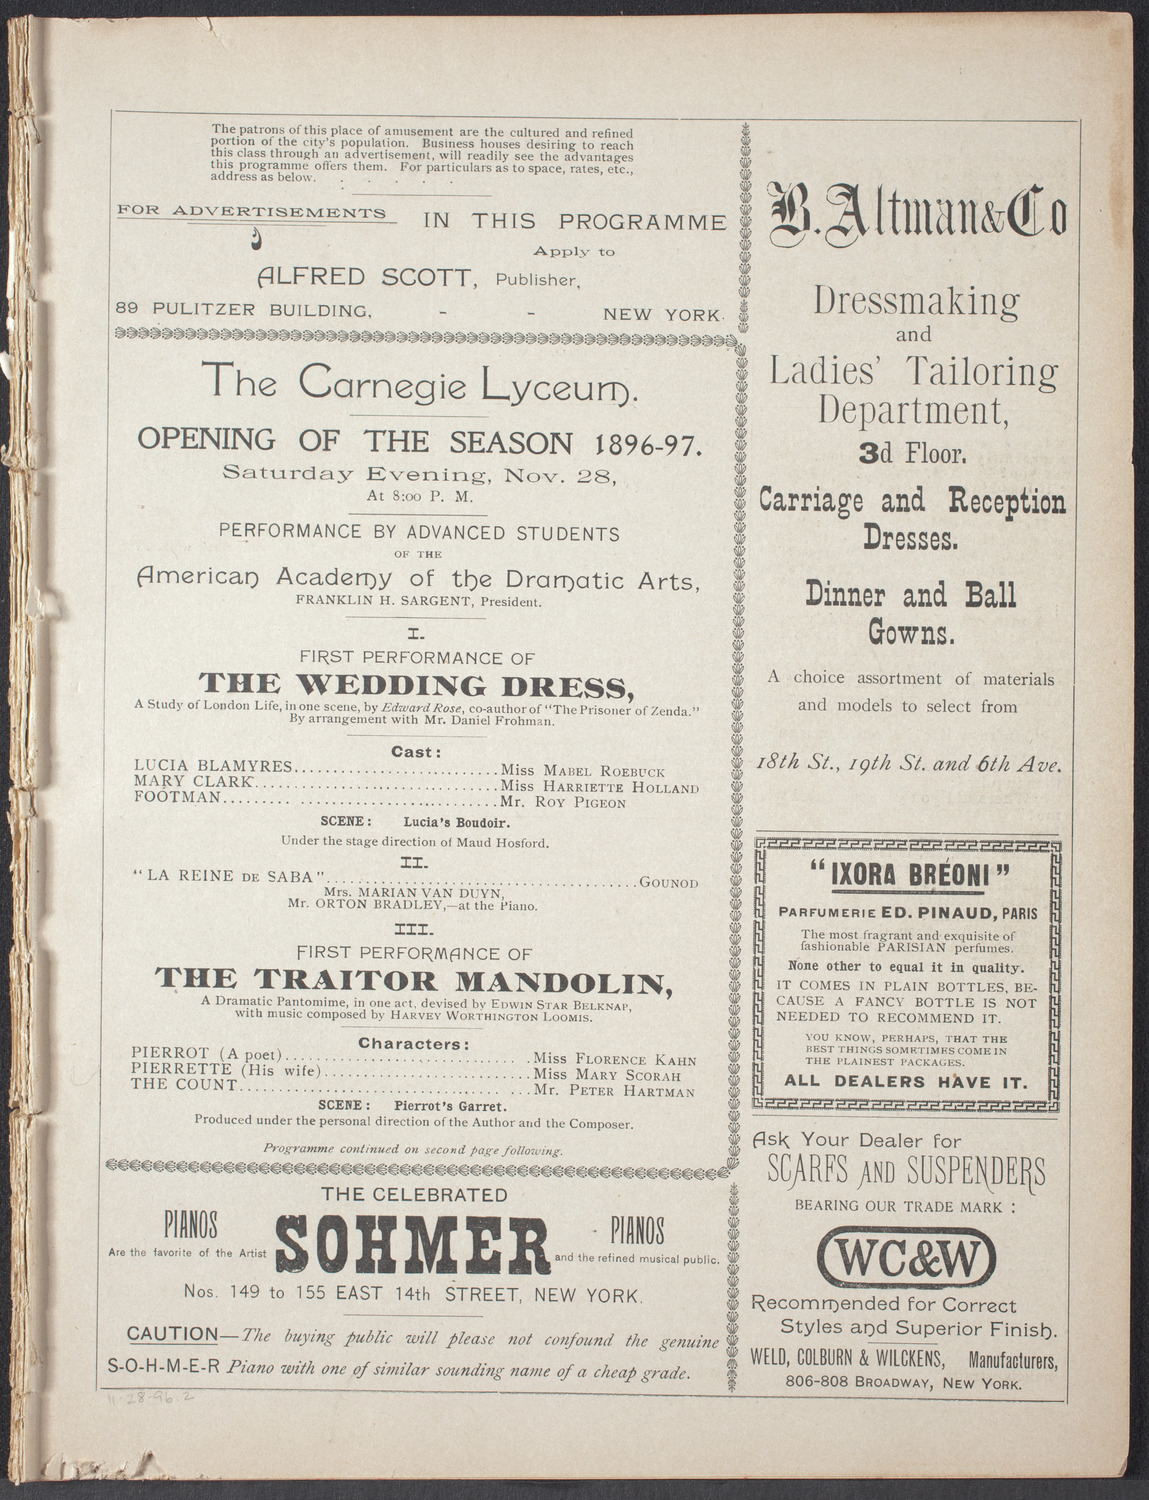 The patrons of this place of amusement are the cultured and refined
portion of the city's population. Business houses desiring to reach
this class through an advertisement, will readily see the advantages
this programme offers them. For particulars as to space, rates, etc.,
address as below. . . . . .
FOR ADVERTISEMENTS IN THIS PROGRAMME
Apply to
ALFRED SCOTT, Publisher,
89 PULITZER BUILDING, - - NEW YORK.
The Carnegie Lyceum.
OPENING OF THE SEASON 1896-97.
Saturday Evening, Nov. 28,
At 8:00 P. M.
PERFORMANCE BY ADVANCED STUDENTS
OF THE
American Academy of the Dramatic Arts,
FRANKLIN H. SARGENT, President.
I.
FIRST PERFORMANCE OF
THE WEDDING DRESS,
A Study of London Life, in one scene, by Edward Rose, co-author of "The Prisoner of Zenda."
By arrangement with Mr. Daniel Frohman.
Cast:
LUCIA BLAMYRES............................Miss MABEL ROEBUCK
MARY CLARK.................................Miss HARRIETTE HOLLAND
FOOTMAN......... ..........................Mr. ROY PIGEON
SCENE: Lucia's Boudoir.
Under the stage direction of Maud Hosford.
II.
"LA REINE DE SABA".........................................GOUNOD
Mrs. MARIAN VAN DUYN,
Mr. ORTON BRADLEY,—at the Piano.
III.
FIRST PERFORMANCE OF
THE TRAITOR MANDOLIN,
A Dramatic Pantomime, in one act, devised by EDWIN STAR BELKNAP,
with music composed by HARVEY WORTHINGTON LOOMIS.
Characters:
PIERROT (A poet).............................. .Miss FLORENCE KAHN
PIERRETTE (His wife)...........................Miss MARY SCORAH
THE COUNT.................................. ...Mr. PETER HARTMAN
SCENE: Pierrot's Garret.
Produced under the personal direction of the Author and the Composer.
Programme continued on second page following.
THE CELEBRATED
PIANOS SOHMER PIANOS
Are the favorite of the Artist and the refined musical public.
Nos. 149 to 155 EAST 14th STREET, NEW YORK.
CAUTION—The buying public will please not confound the genuine
S-O-H-M-E-R Piano with one of similar sounding name of a cheap grade.
11-28-96.2
B. Altman & Co
Dressmaking
and
Ladies' Tailoring
Department,
3d Floor.
Carriage and Reception
Dresses.
Dinner and Ball
Gowns.
A choice assortment of materials
and models to select from
18th St., 19th St. and 6th Ave.
"IXORA BRÉONI"
PARFUMERIE ED. PINAUD, PARIS
The most fragrant and exquisite of
fashionable PARISIAN perfumes.
None other to equal it in quality.
IT COMES IN PLAIN BOTTLES, BE-
CAUSE A FANCY BOTTLE IS NOT
NEEDED TO RECOMMEND IT.
YOU KNOW, PERHAPS, THAT THE
BEST THINGS SOMETIMES COME IN
THE PLAINEST PACKAGES.
ALL DEALERS HAVE IT.
Ask Your Dealer for
SCARFS AND SUSPENDERS
BEARING OUR TRADE MARK :
WC&W
Recommended for Correct
Styles and Superior Finish.
WELD, COLBURN & WILCKENS, Manufacturers,
806-808 BROADWAY, NEW YORK.